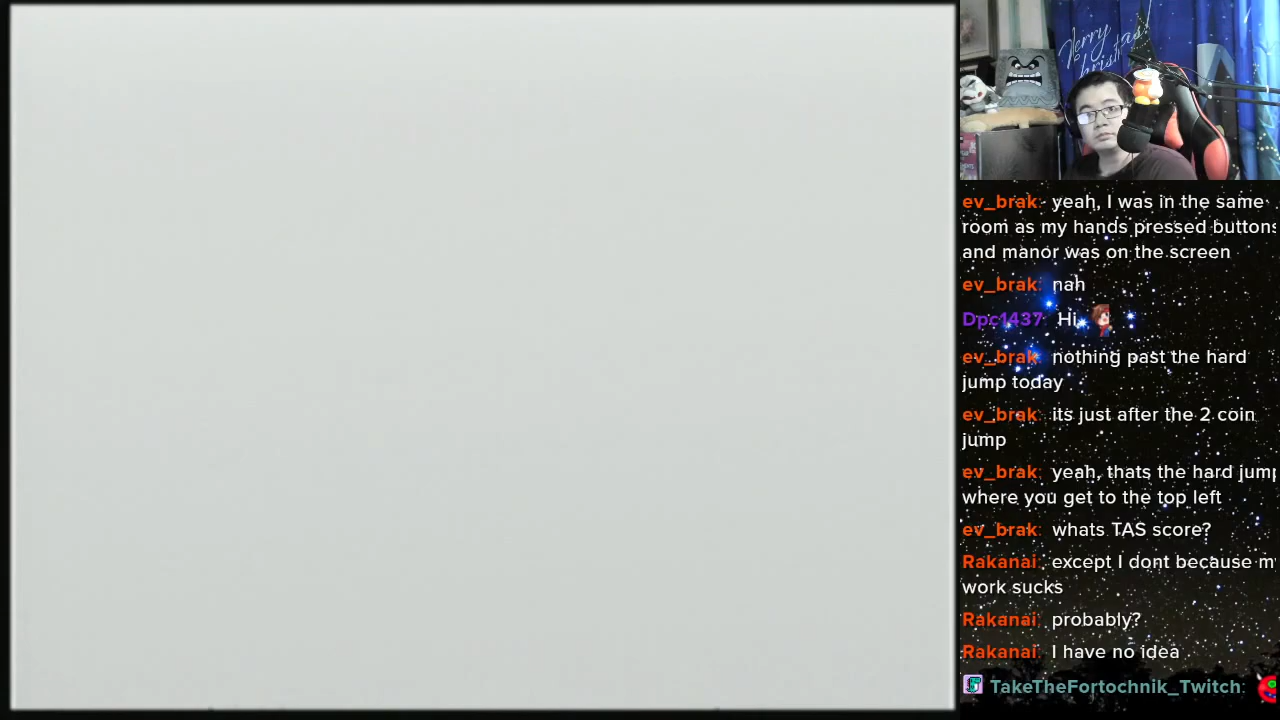 Merry
Christmas!
ev_brak: yeah, I was in the same
room as my hands pressed buttons
and manor was on the screen
ev_brak: nah
Dpc1437: Hi
ev_brak: nothing past the hard
jump today
ev_brak: its just after the 2 coin
jump
ev_brak: yeah, thats the hard jump
where you get to the top left
ev_brak: whats TAS score?
Rakanai: except I dont because my
work sucks
Rakanai: probably?
Rakanai: I have no idea
TakeTheFortochnik_Twitch: